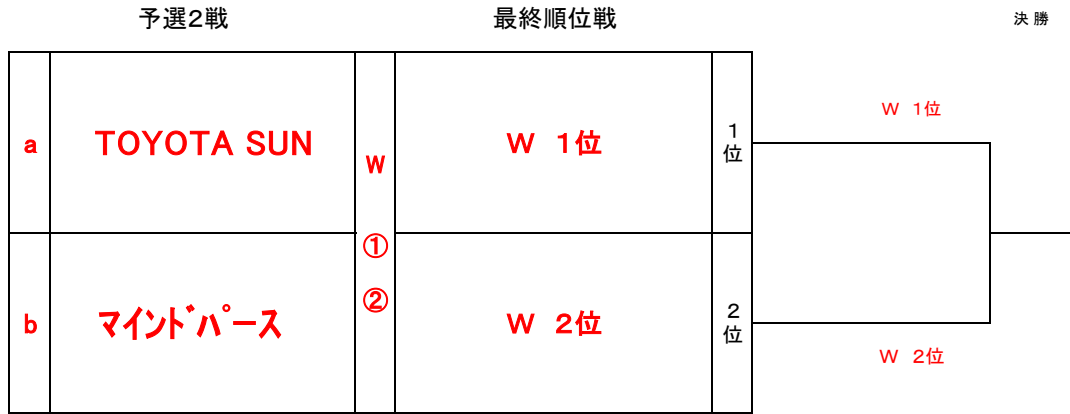 予選2戦
最終順位戦
決 勝
a
TOYOTA SUN
W
①
②
W 1位
1位
W 1位
b
マインドパース
W 2位
2位
W 2位